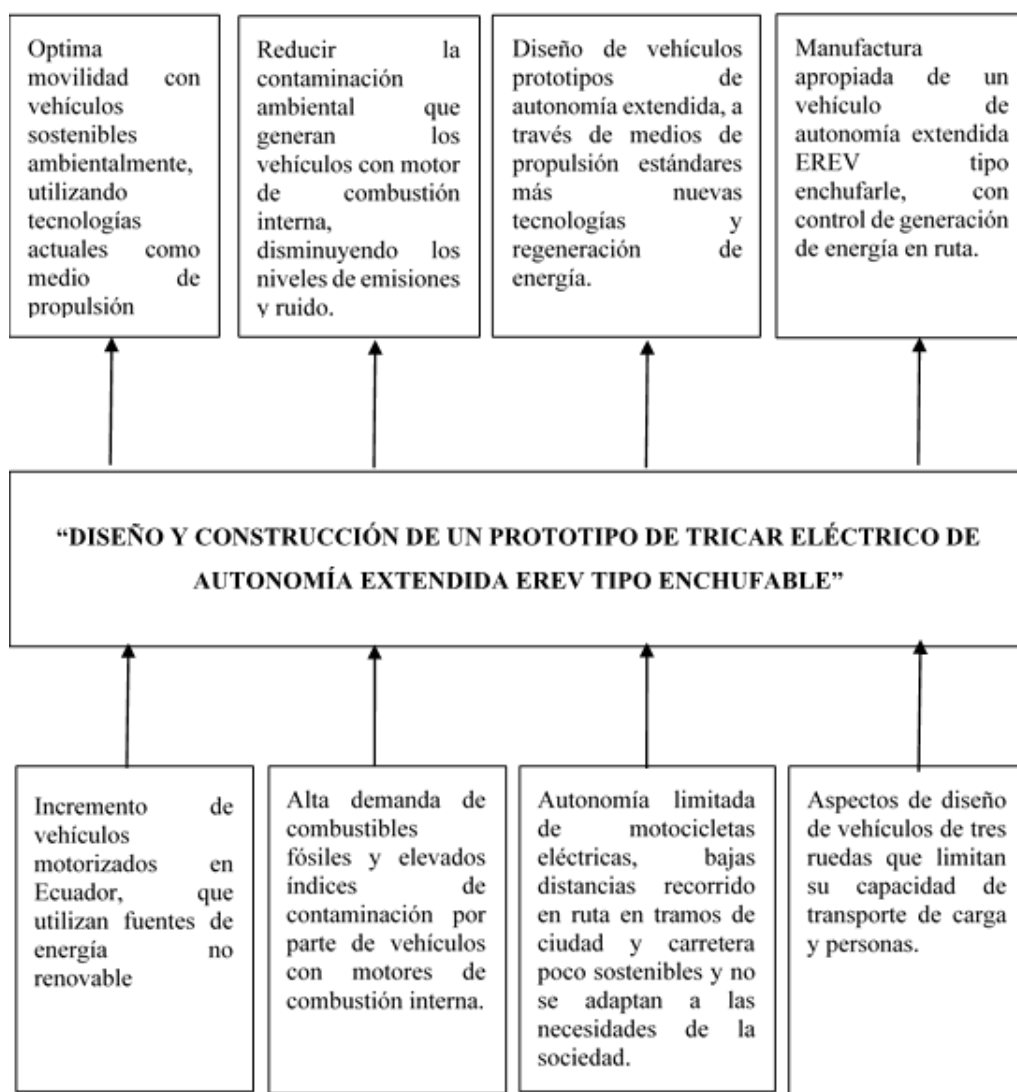 Optima
movilidad con
vehículos
sostenibles
ambientalmente,
utilizando
tecnologías
actuales como
medio de
propulsión
Reducir la
contaminación
ambiental que
generan los
vehículos con motor
de combustión
interna,
disminuyendo los
niveles de emisiones
y ruido.
Diseño de vehículos
prototipos de
autonomía extendida, a
través de medios de
propulsión estándares
más nuevas
tecnologías y
regeneración de
energía.
Manufactura
apropiada de un
vehículo de
autonomía extendida
EREV tipo
enchufarle, con
control de generación
de energía en ruta.
“DISEÑO Y CONSTRUCCIÓN DE UN PROTOTIPO DE TRICAR ELÉCTRICO DE
AUTONOMÍA EXTENDIDA EREV TIPO ENCHUFABLE”
Incremento de
vehículos
motorizados en
Ecuador, que
utilizan fuentes de
energía no
renovable
Alta demanda de
combustibles
fósiles y elevados
índices de
contaminación por
parte de vehículos
con motores de
combustión interna.
Autonomía limitada
de motocicletas
eléctricas, bajas
distancias recorrido
en ruta en tramos de
ciudad y carretera
poco sostenibles y no
se adaptan a las
necesidades de la
sociedad.
Aspectos de diseño
de vehículos de tres
ruedas que limitan
su capacidad de
transporte de carga
y personas.